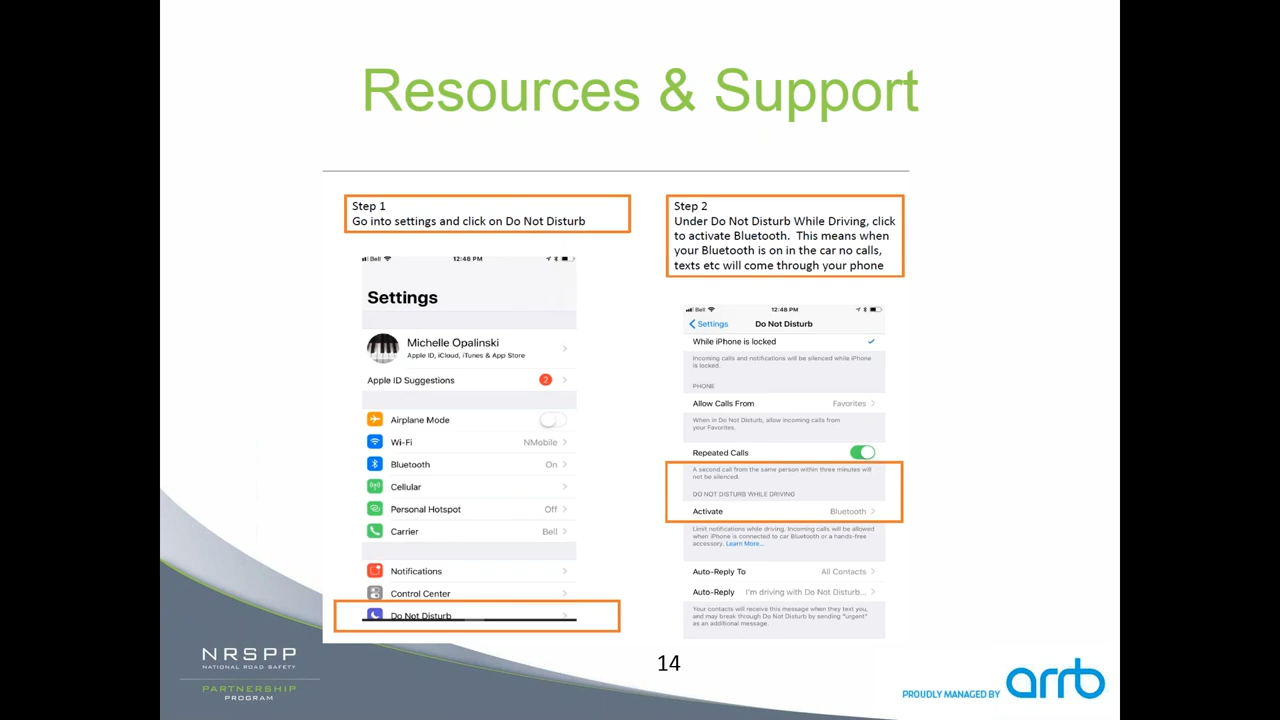 Resources & Support
Step 1
Go into settings and click on Do Not Disturb
Bell
12:48 PM
Settings
Michelle Opalinski
Apple ID, iCloud, iTunes & App Store
Apple ID Suggestions 2
Airplane Mode
Wi-Fi NMobile
Bluetooth On
Cellular
Personal Hotspot Off
Carrier Bell
Notifications
Control Center
Do Not Disturb
Step 2
Under Do Not Disturb While Driving, click
to activate Bluetooth. This means when
your Bluetooth is on in the car no calls,
texts etc will come through your phone
Bell
12:48 PM
Settings Do Not Disturb
While iPhone is locked
Incoming calls and notifications will be silenced while iPhone
is locked.
PHONE
Allow Calls From Favorites
When in Do Not Disturb, allow incoming calls from
your Favorites.
Repeated Calls
A second call from the same person within three minutes will
not be silenced.
DO NOT DISTURB WHILE DRIVING
Activate Bluetooth
Limit notifications while driving. Incoming calls will be allowed
when iPhone is connected to car Bluetooth or a hands-free
accessory. Learn More...
Auto-Reply To All Contacts
Auto-Reply I'm driving with Do Not Disturb...
Your contacts will receive this message when they text you,
and may break through Do Not Disturb by sending "urgent"
as an additional message.
NRSPP
NATIONAL ROAD SAFETY
PARTNERSHIP
PROGRAM
14
PROUDLY MANAGED BY arrb